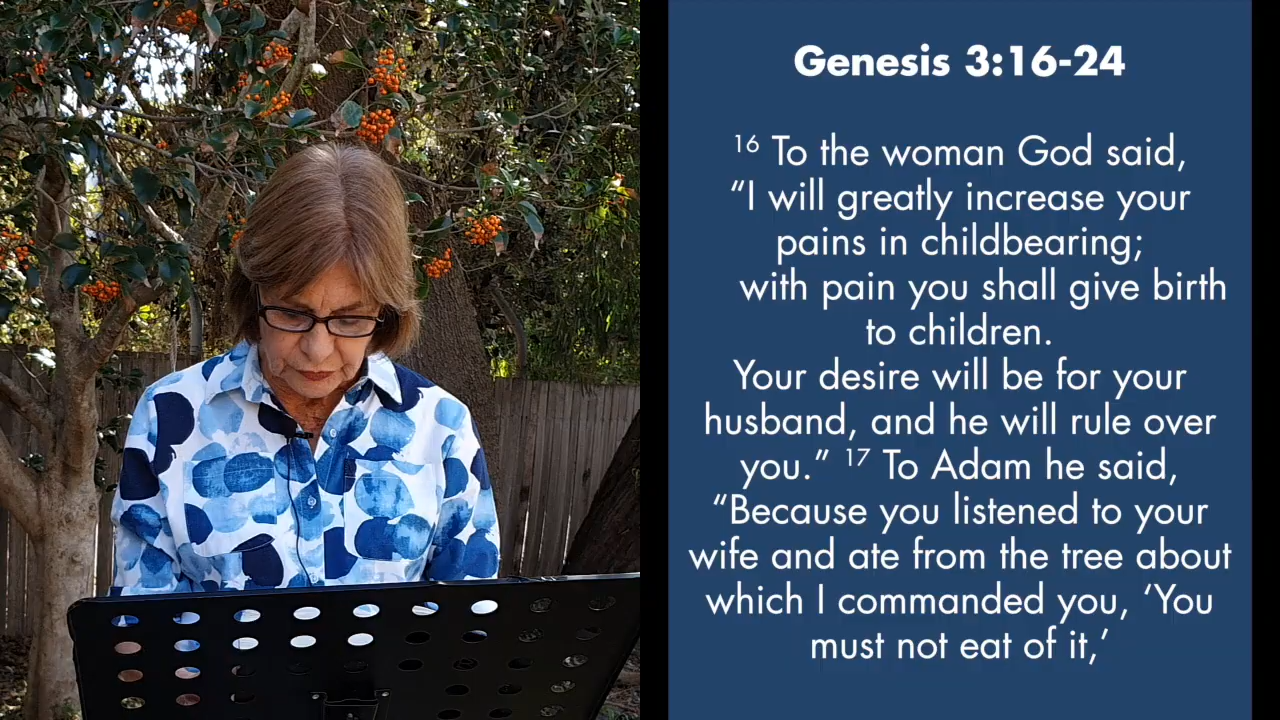 Genesis 3:16-24
16 To the woman God said,
“I will greatly increase your
pains in childbearing;
with pain you shall give birth
to children.
Your desire will be for your
husband, and he will rule over
you.” 17 To Adam he said,
“Because you listened to your
wife and ate from the tree about
which I commanded you, ‘You
must not eat of it,’